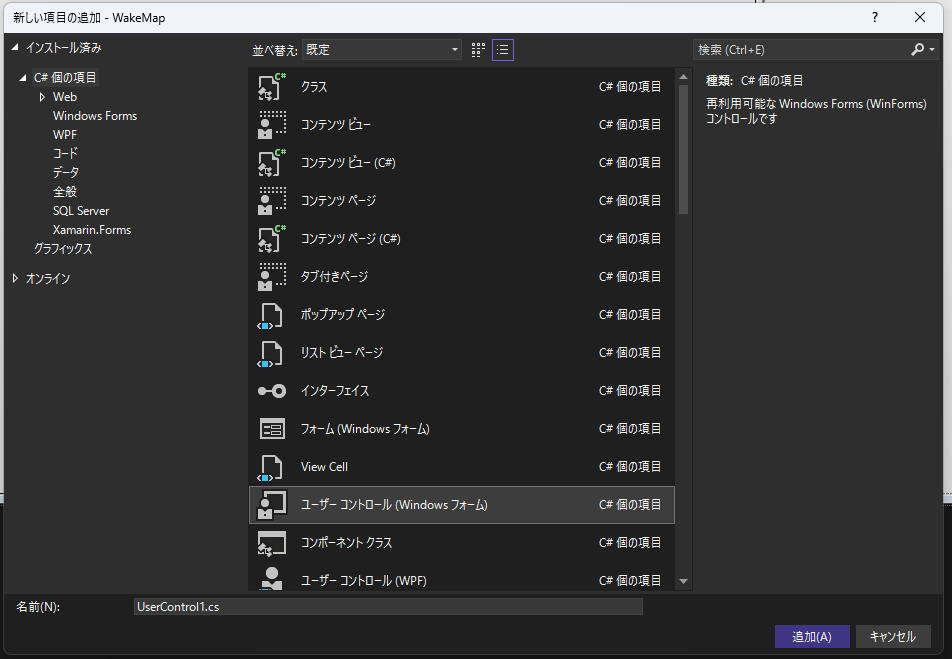 新しい項目の追加 - WakeMap
?
インストール済み
並べ替え: 既定
検索 (Ctrl+E)
C# 個の項目
Web
Windows Forms
WPF
コード
データ
全般
SQL Server
Xamarin.Forms
グラフィックス
オンライン
クラス C# 個の項目
コンテンツ ビュー C# 個の項目
コンテンツ ビュー (C#) C# 個の項目
コンテンツ ページ C# 個の項目
コンテンツ ページ (C#) C# 個の項目
タブ付きページ C# 個の項目
ポップアップ ページ C# 個の項目
リスト ビュー ページ C# 個の項目
インターフェイス C# 個の項目
フォーム (Windows フォーム) C# 個の項目
View Cell C# 個の項目
ユーザー コントロール (Windows フォーム) C# 個の項目
コンポーネント クラス C# 個の項目
ユーザー コントロール (WPF) C# 個の項目
種類: C# 個の項目
再利用可能な Windows Forms (WinForms)
コントロールです
名前(N): UserControl1.cs
追加(A) キャンセル